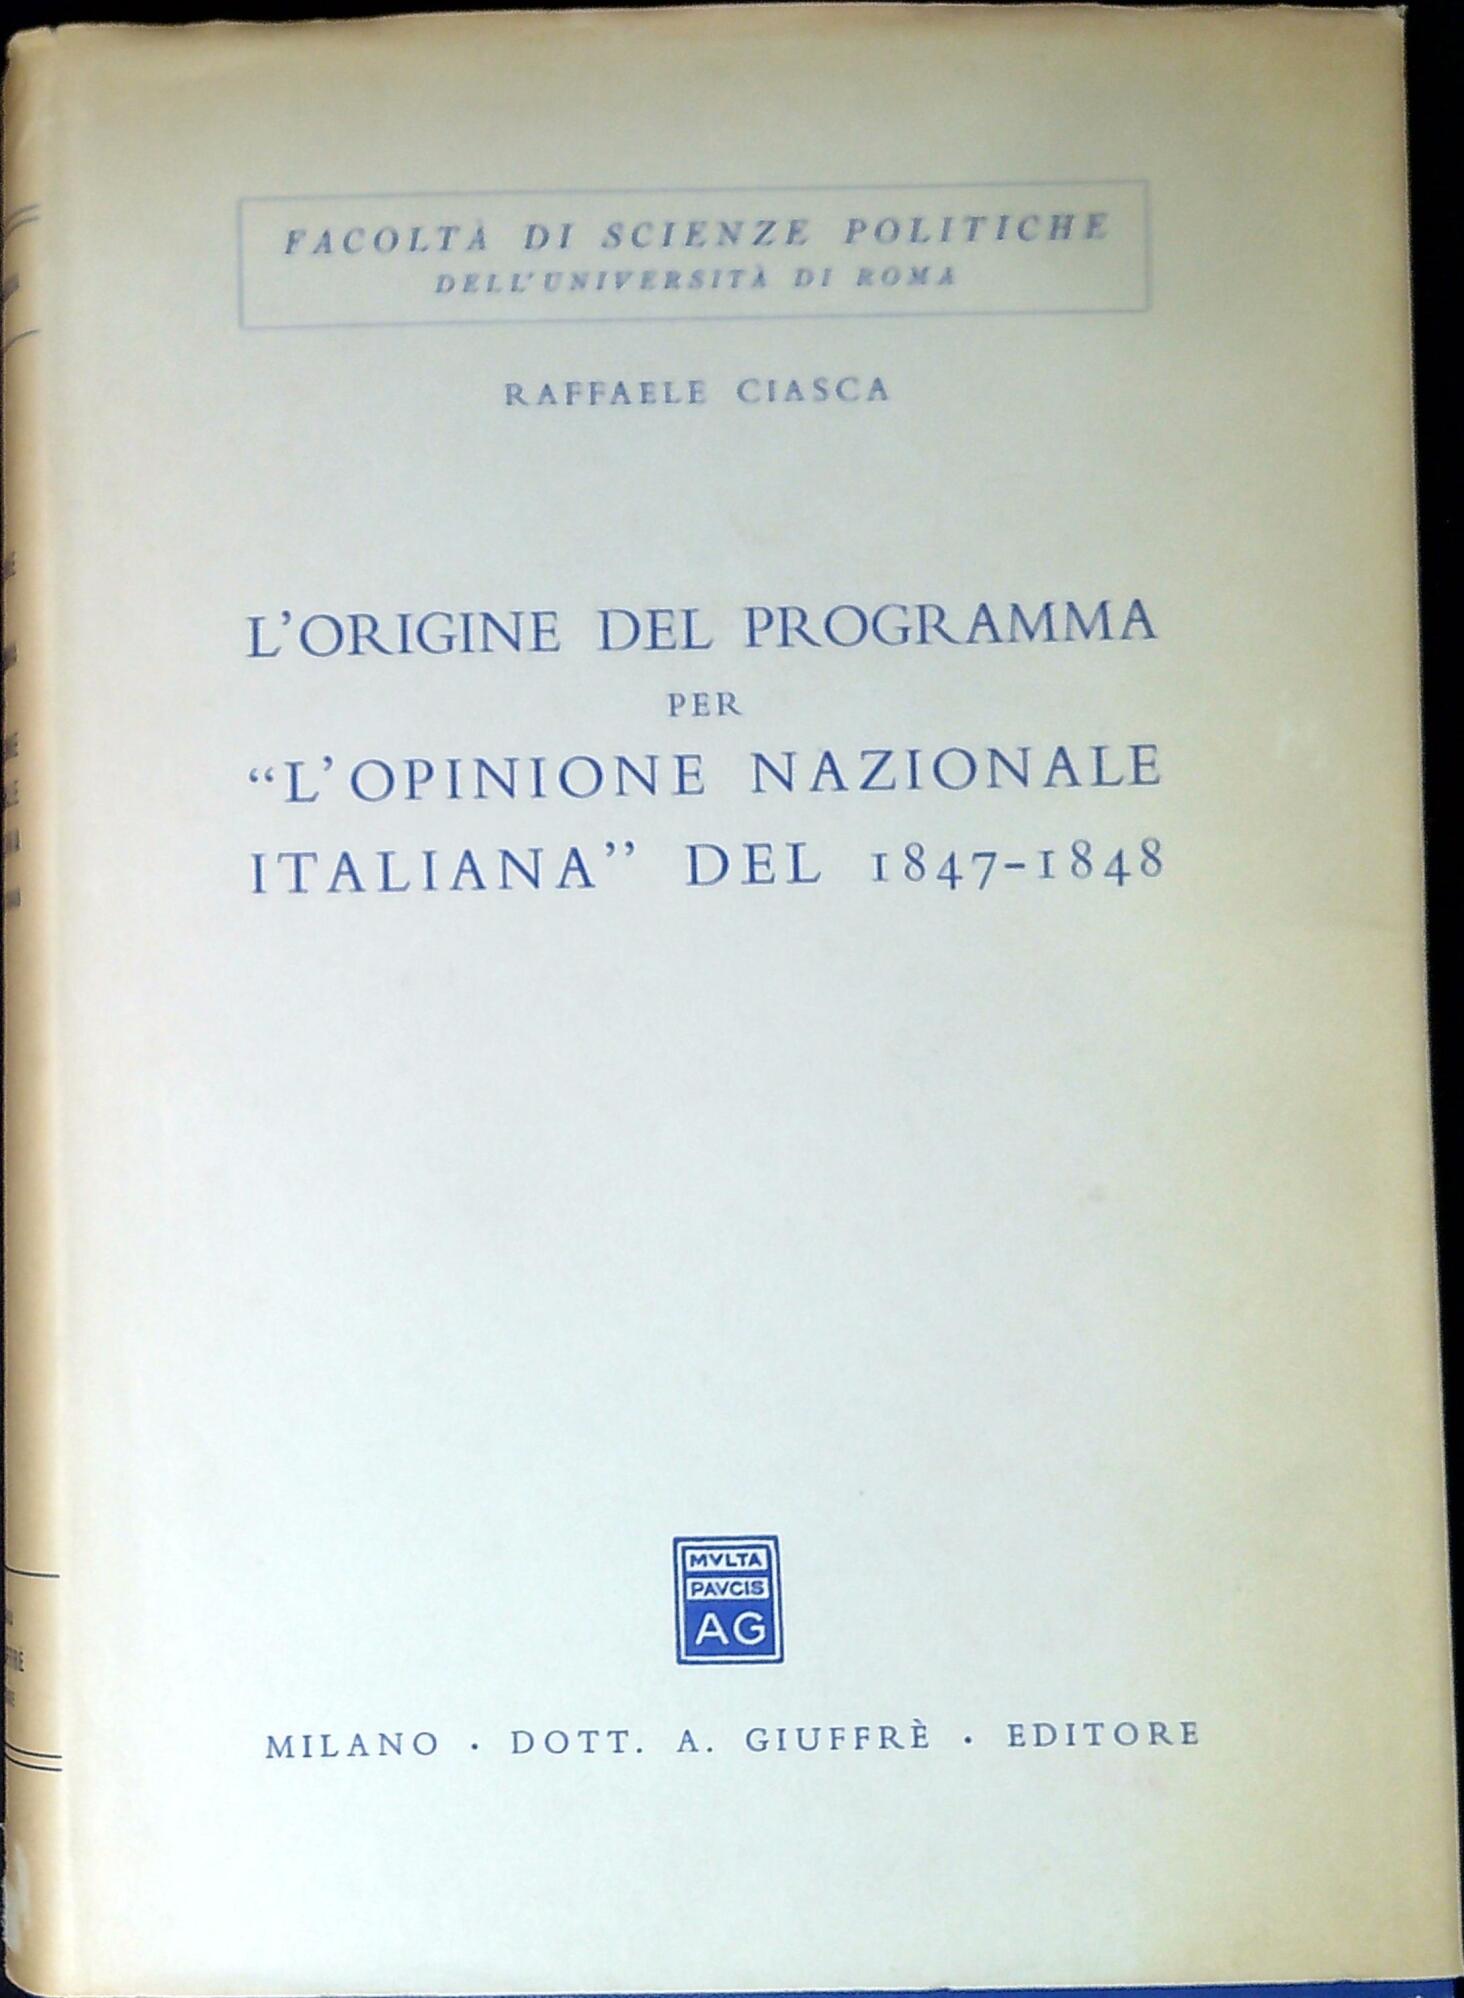 FACOLTÀ DI SCIENZE POLITICHE
DELL'UNIVERSITÀ DI ROMA
RAFFAELE CIASCA
L'ORIGINE DEL PROGRAMMA
PER
“L'OPINIONE NAZIONALE
ITALIANA” DEL 1847-1848
MVLTA
PAVCIS
AG
MILANO · DOTT. A. GIUFFRÈ · EDITORE